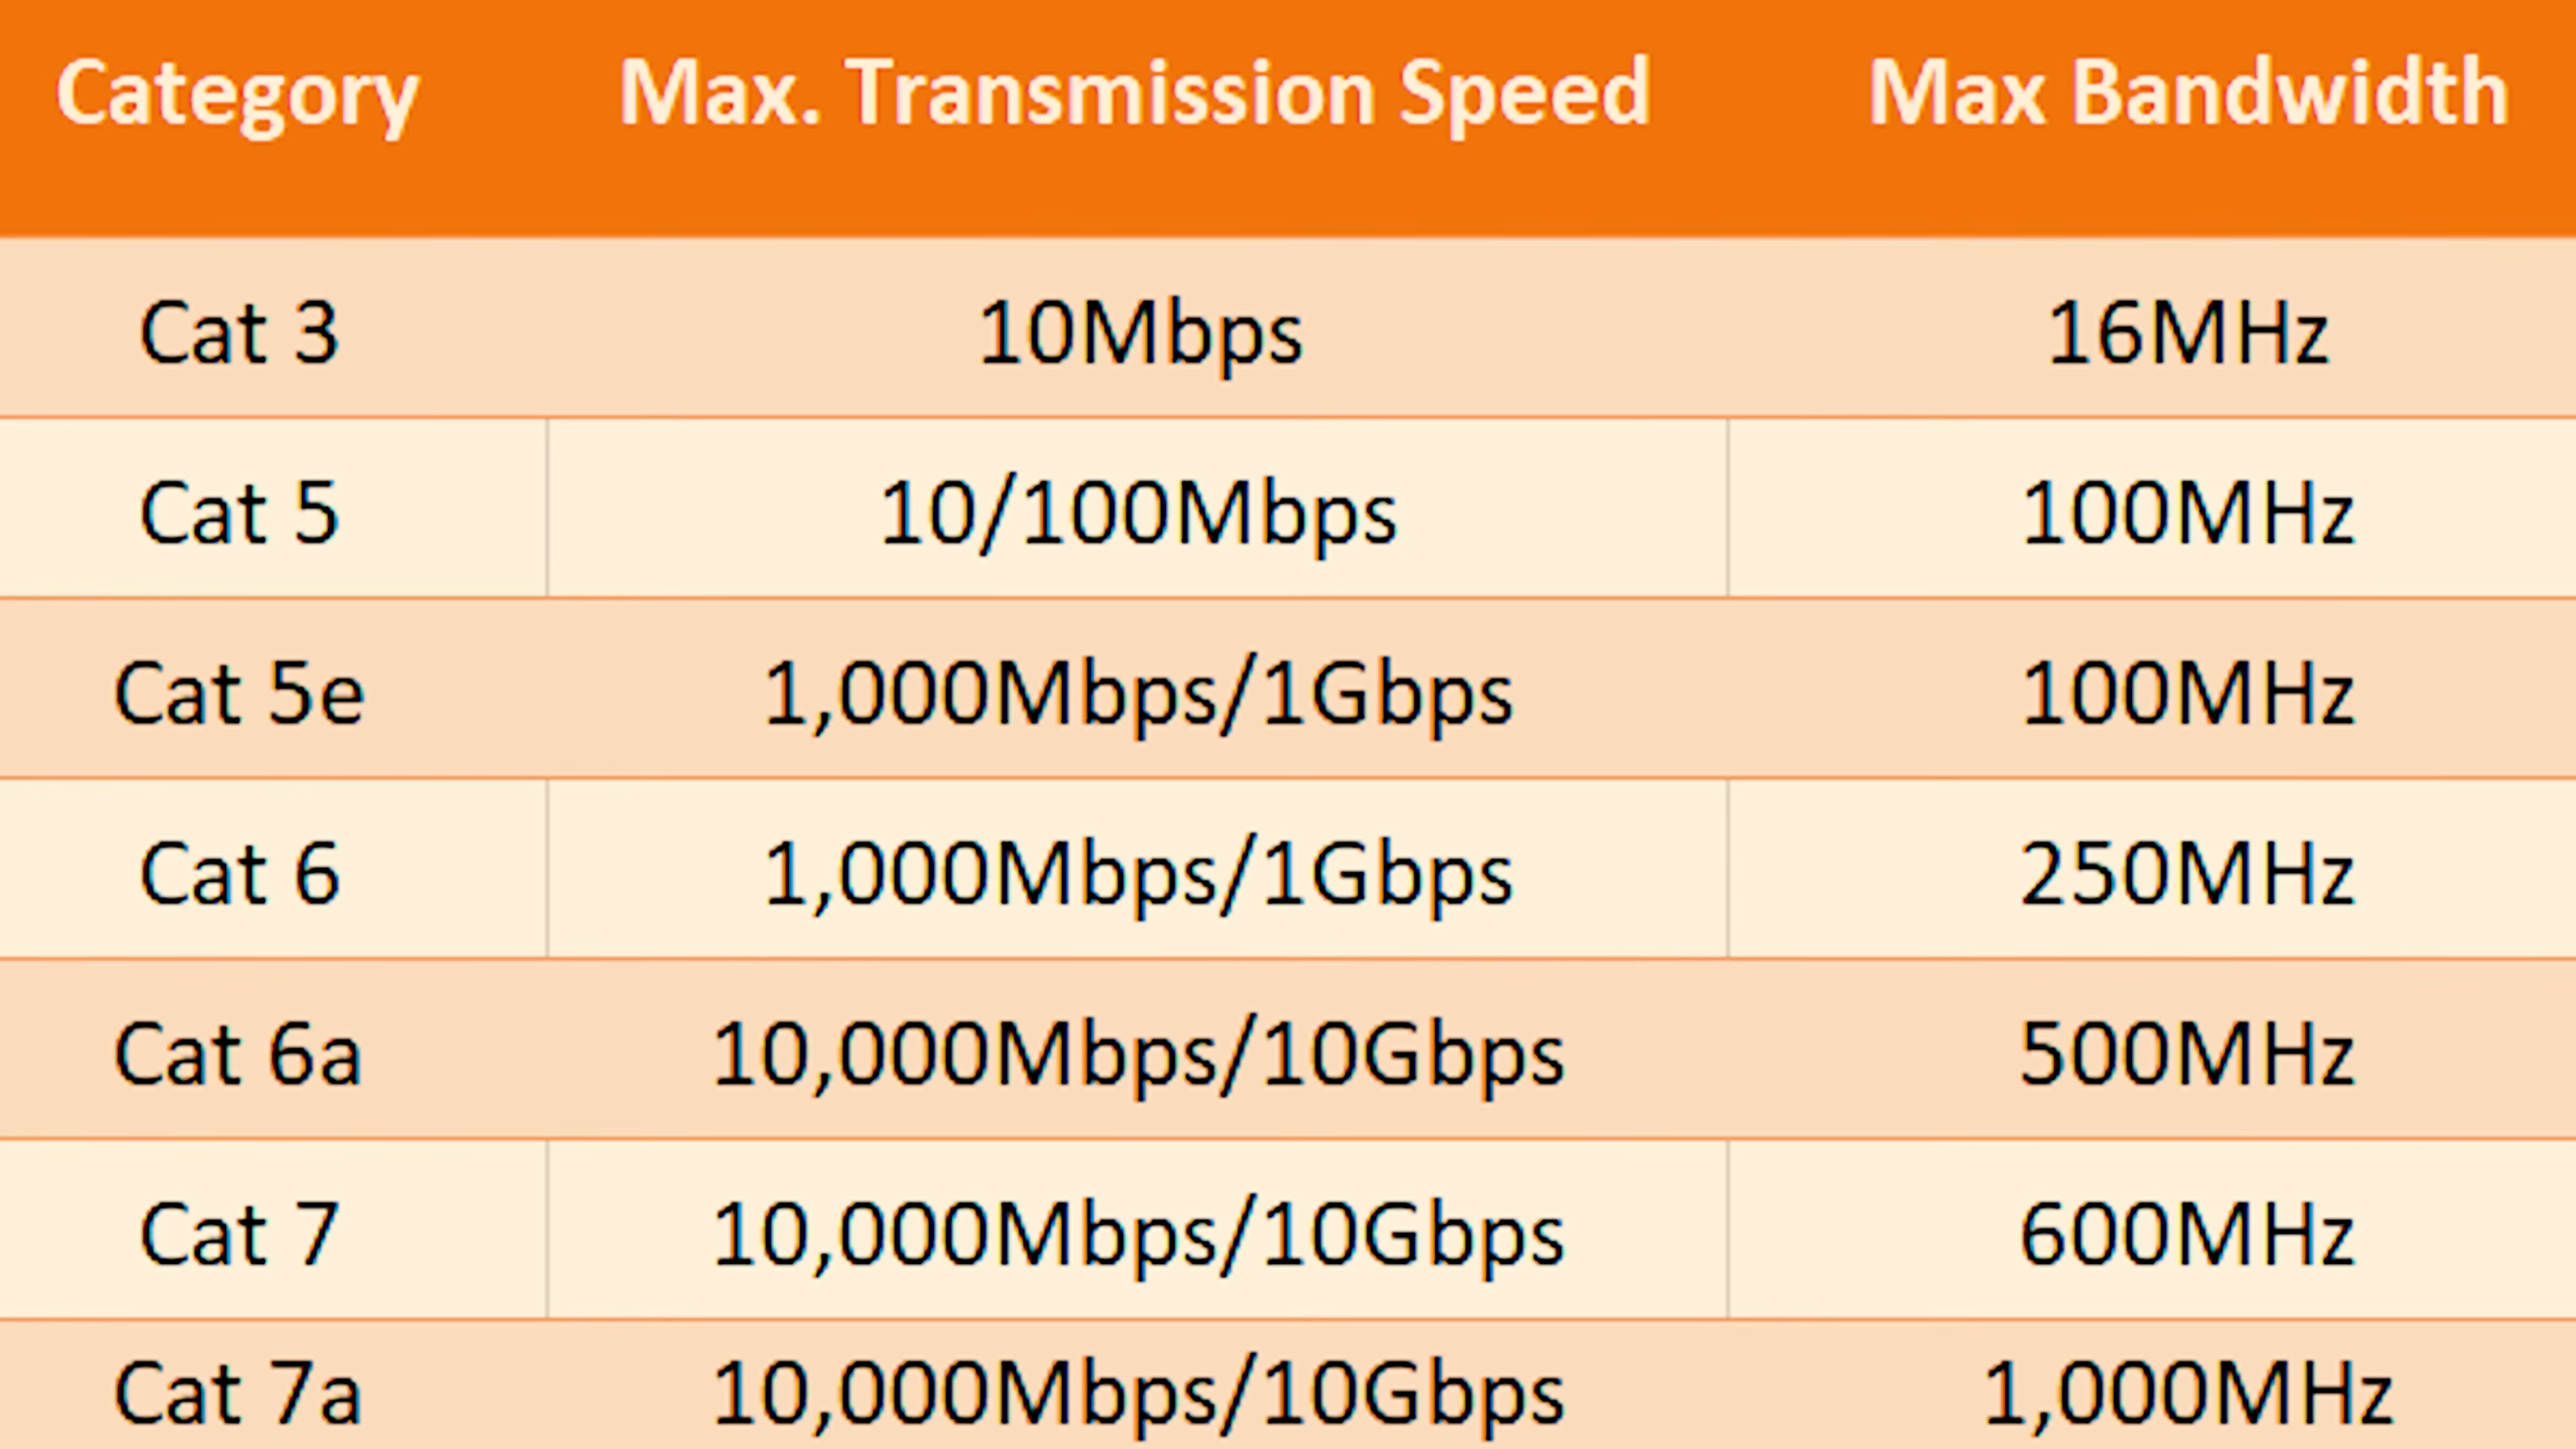 Category Max. Transmission Speed Max Bandwidth
Cat 3 10Mbps 16MHz
Cat 5 10/100Mbps 100MHz
Cat 5e 1,000Mbps/1Gbps 100MHz
Cat 6 1,000Mbps/1Gbps 250MHz
Cat 6a 10,000Mbps/10Gbps 500MHz
Cat 7 10,000Mbps/10Gbps 600MHz
Cat 7a 10,000Mbps/10Gbps 1,000MHz